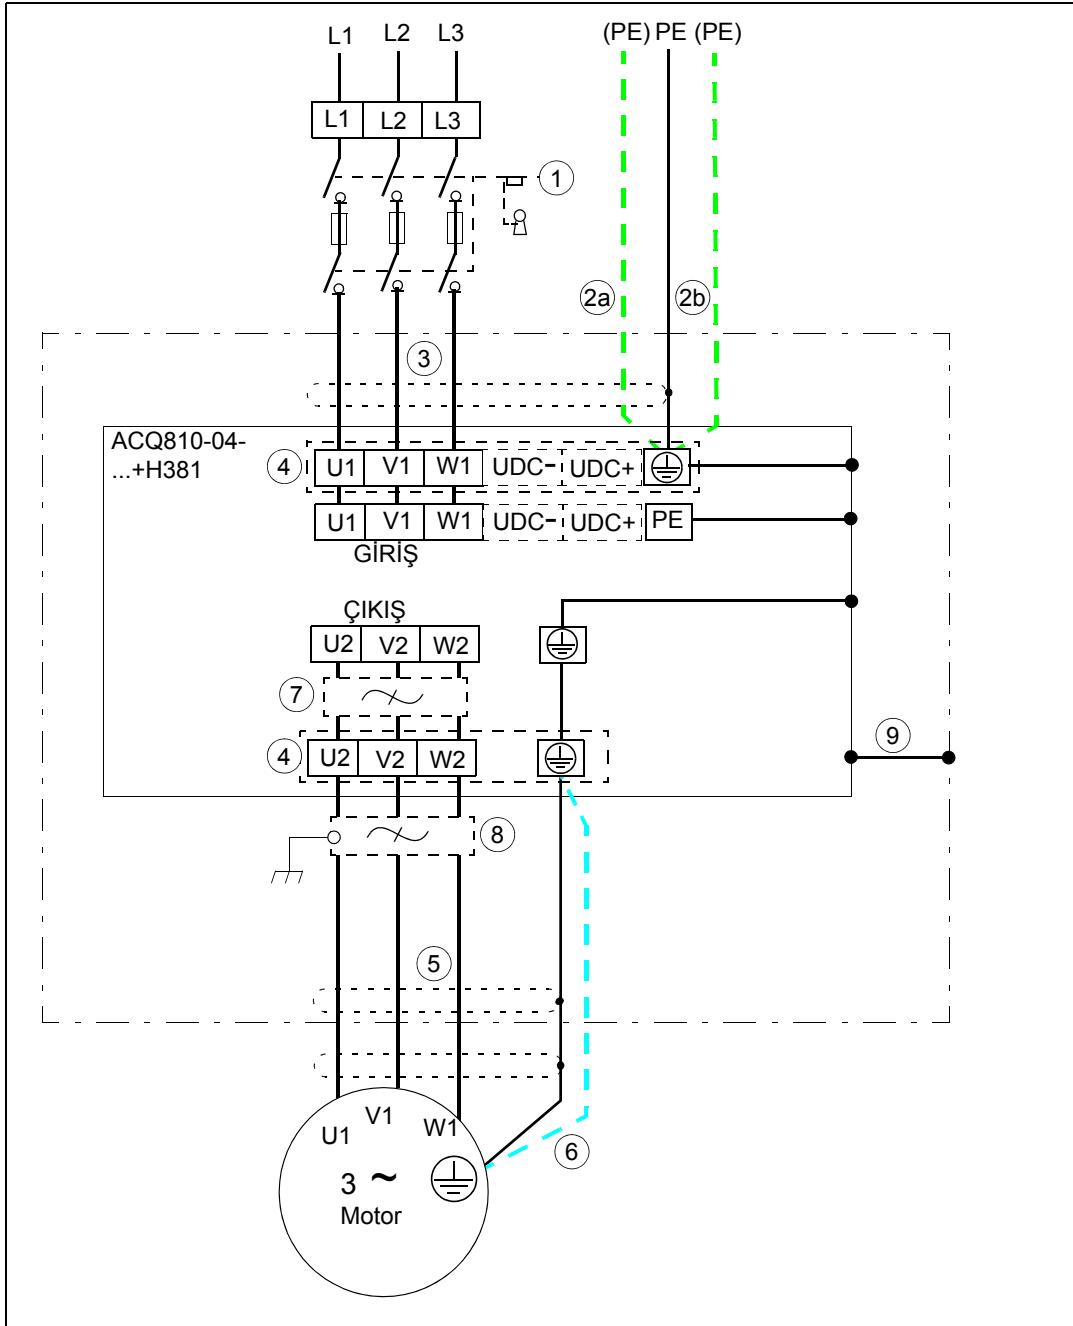 L1 L2 L3 (PE) PE (PE)
L1 L2 L3
1
2a 2b
3
ACQ810-04-
...+H381
4 U1 V1 W1 UDC- UDC+
U1 V1 W1 UDC- UDC+ PE
GİRİŞ
ÇIKIŞ
U2 V2 W2
7
9
4 U2 V2 W2
8
5
U1 V1 W1
6
3 ~
Motor